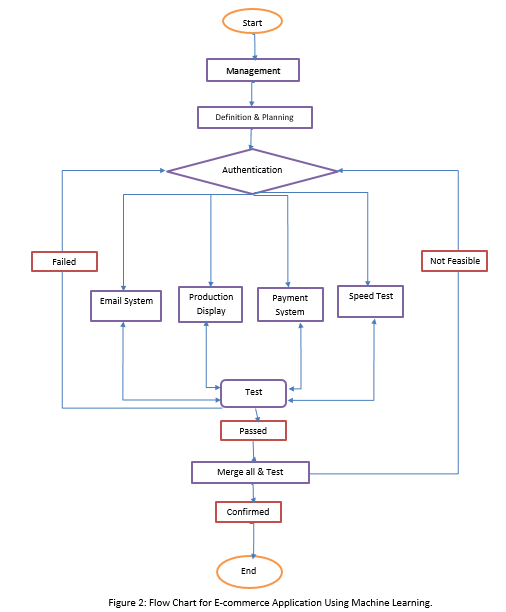 Start
Management
Definition & Planning
Authentication
Failed
Not Feasible
Email System
Production
Display
Payment
System
Speed Test
Test
Passed
Merge all & Test
Confirmed
End
Figure 2: Flow Chart for E-commerce Application Using Machine Learning.